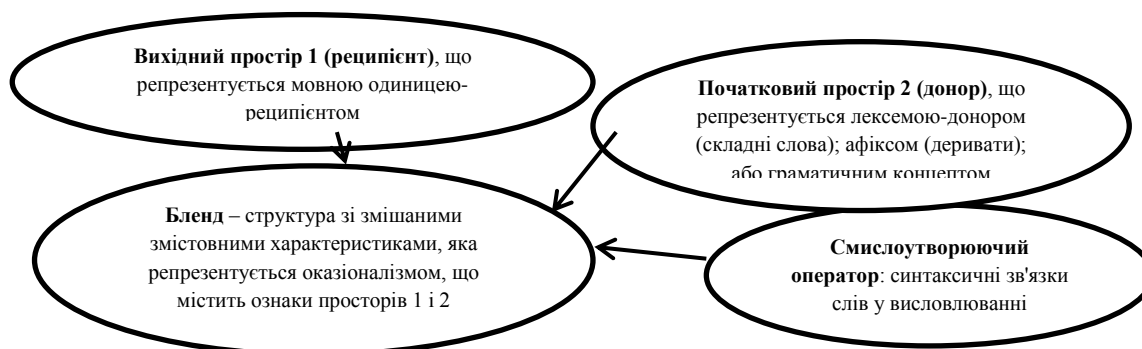 Вихідний простір 1 (реципієнт), що
репрезентується мовною одиницею-
реципієнтом
Початковий простір 2 (донор), що
репрезентується лексемою-донором
(складні слова); афіксом (деривати);
або граматичним концептом
Бленд – структура зі змішаними
змістовними характеристиками, яка
репрезентується оказіоналізмом, що
містить ознаки просторів 1 і 2
Смислоутворюючий
оператор: синтаксичні зв'язки
слів у висловлюванні